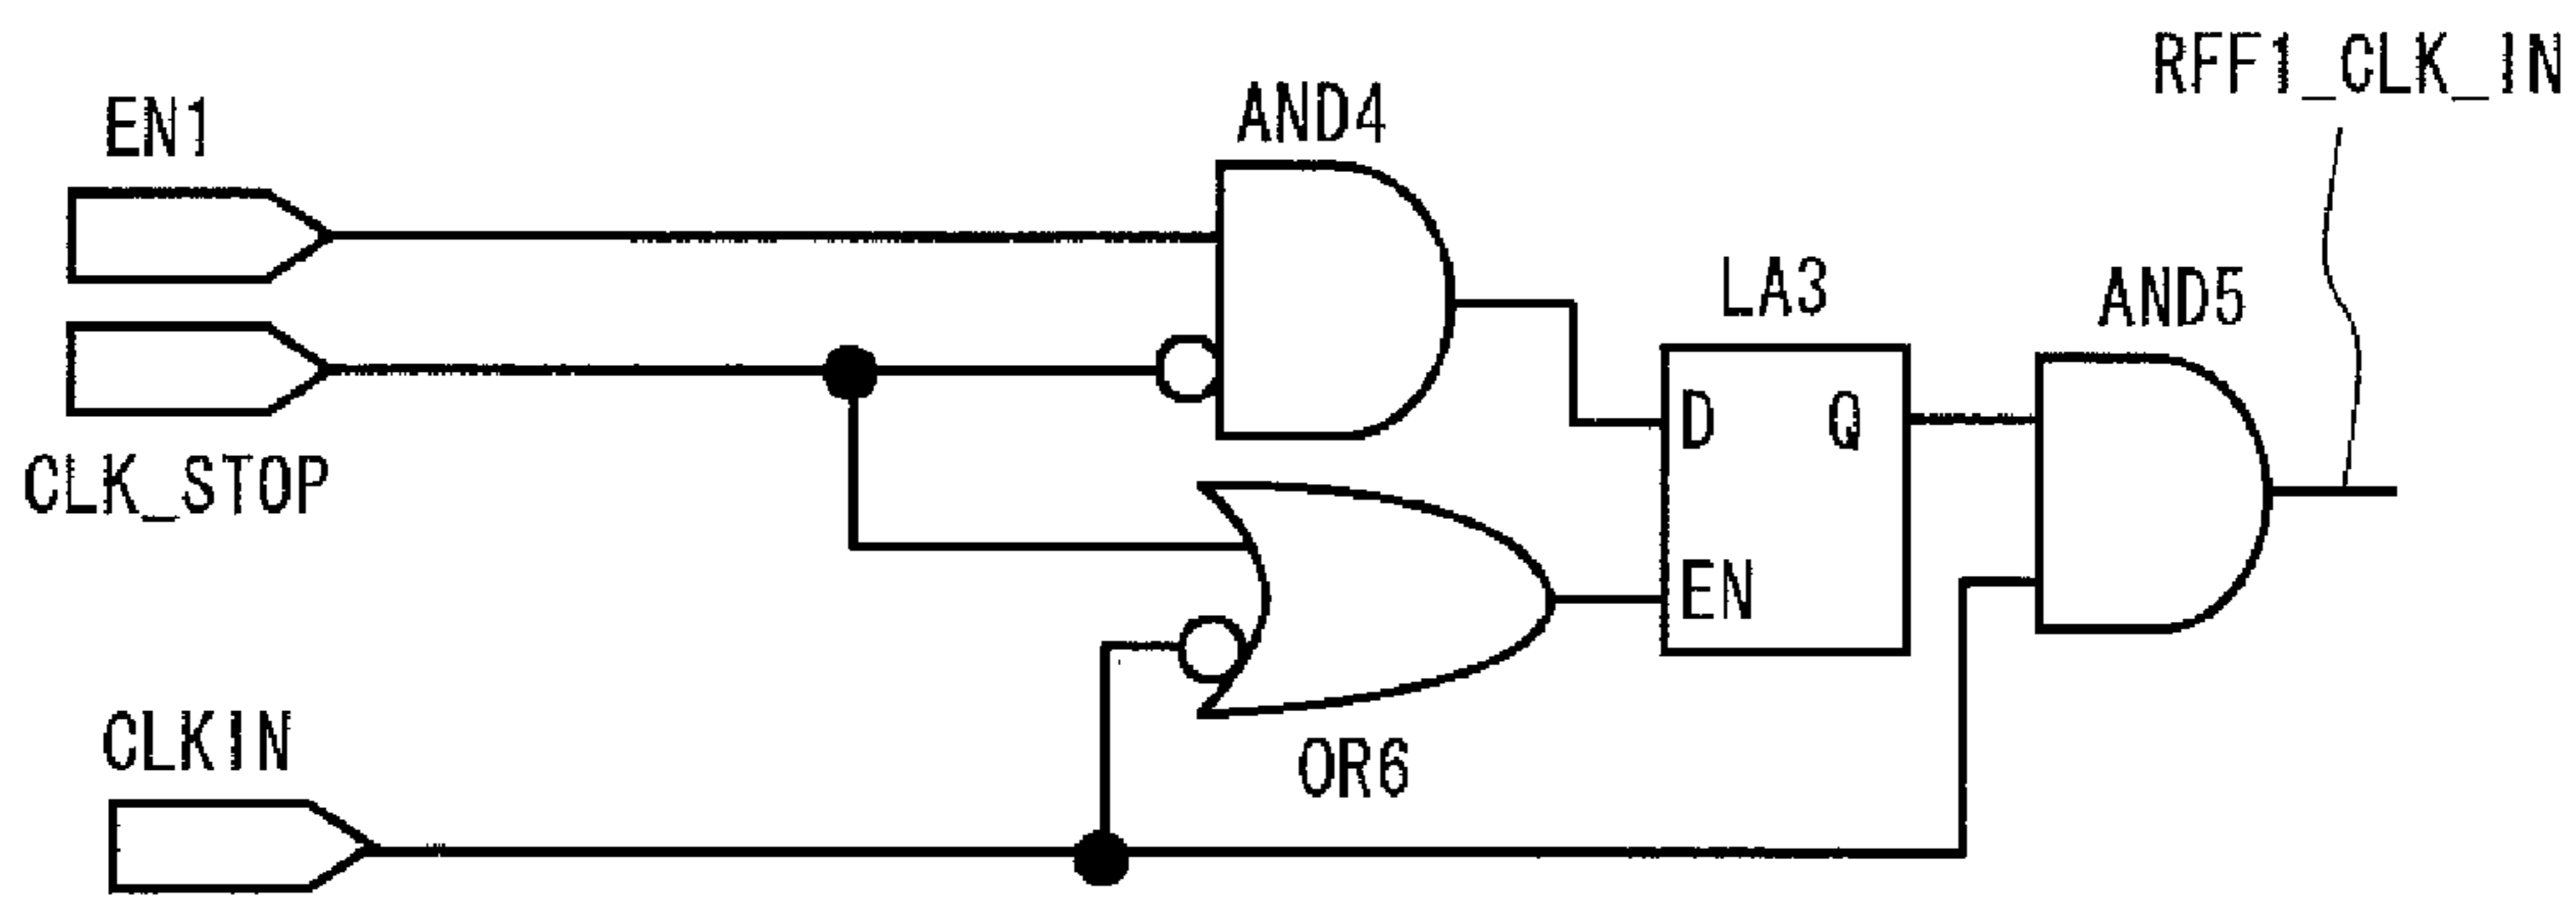 RFF1_CLK_IN
AND4
EN1
LA3
AND5
D
Q
CLK_STOP
EN
CLKIN
OR6